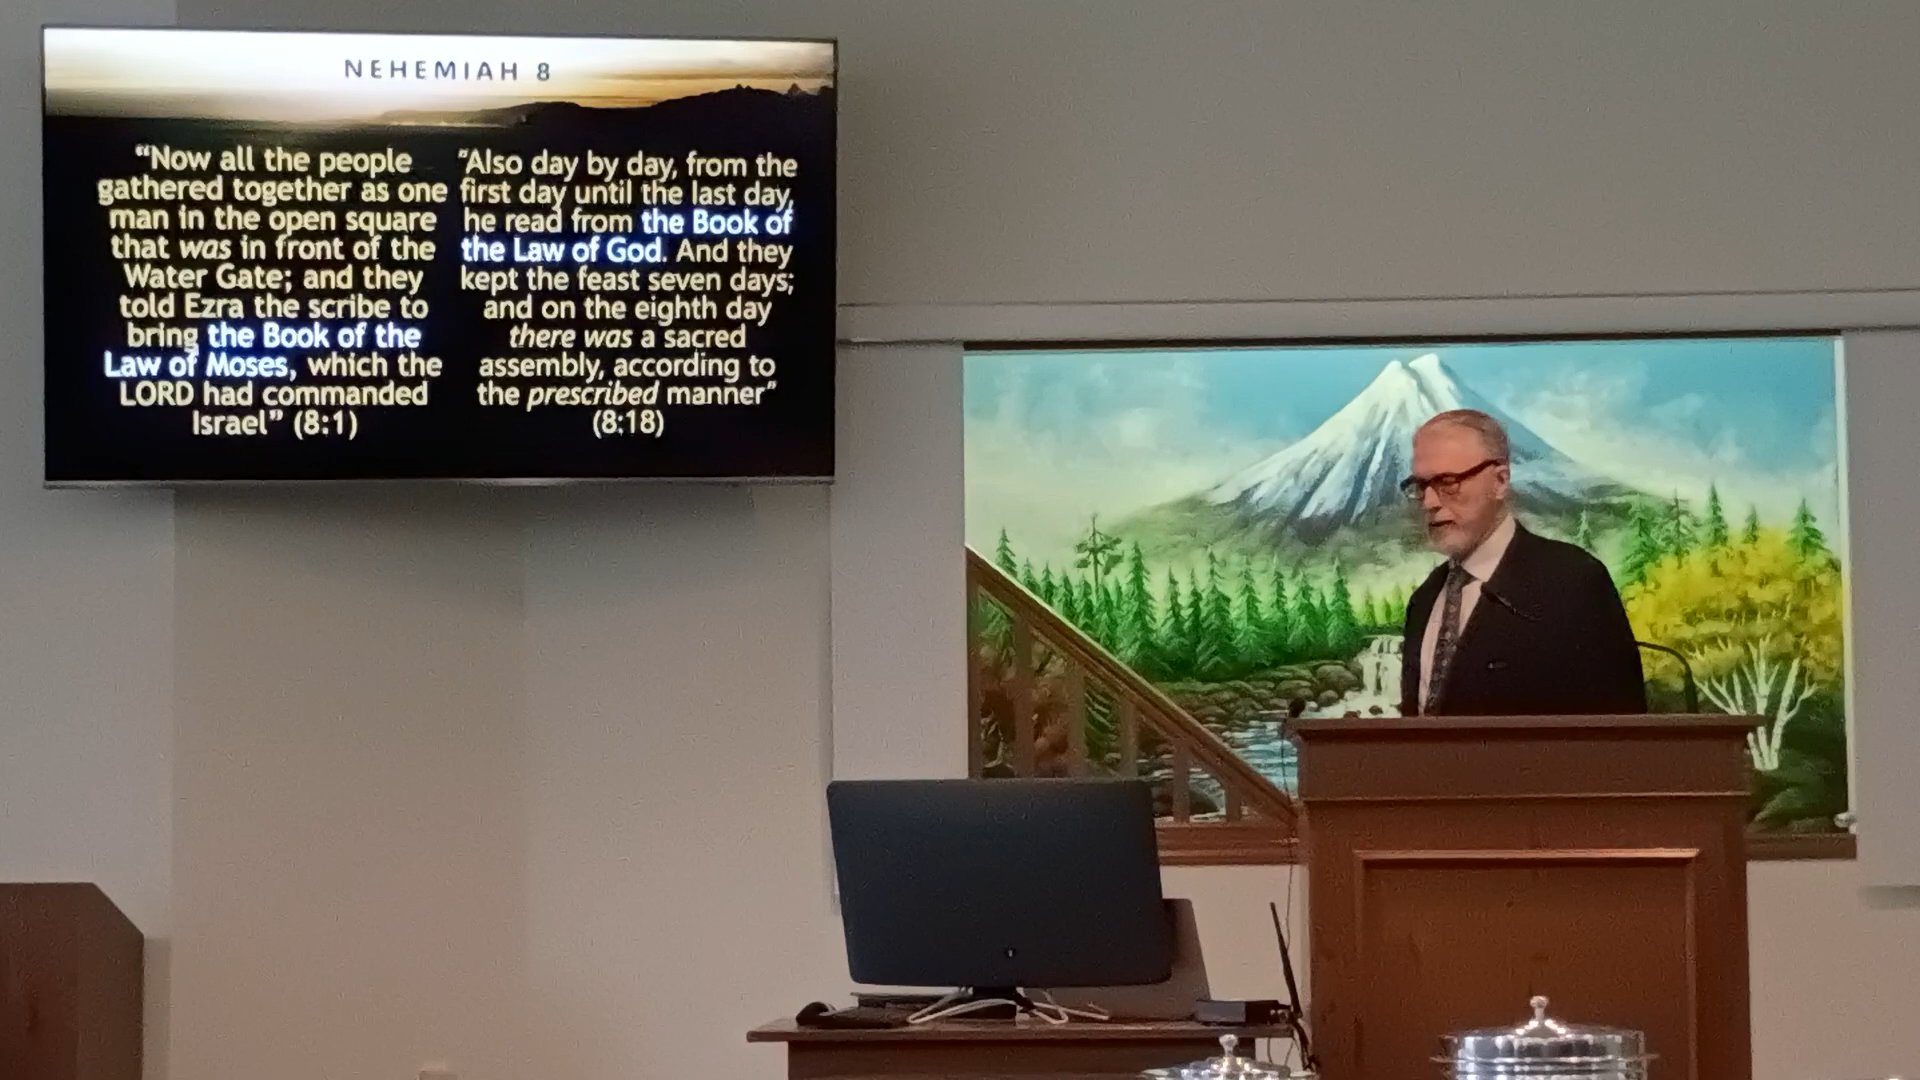 NEHEMIAH 8
“Now all the people
gathered together as one
man in the open square
that was in front of the
Water Gate; and they
told Ezra the scribe to
bring the Book of the
Law of Moses, which the
LORD had commanded
Israel” (8:1)
“Also day by day, from the
first day until the last day,
he read from the Book of
the Law of God. And they
kept the feast seven days;
and on the eighth day
there was a sacred
assembly, according to
the prescribed manner”
(8:18)